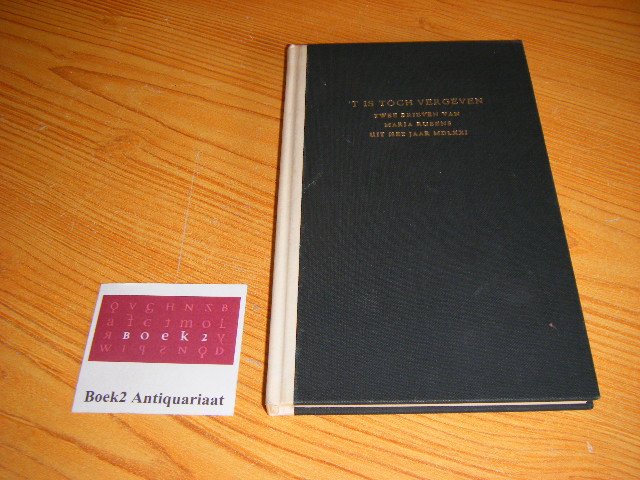 'T IS TOCH VERGEVEN
TWEE BRIEVEN VAN
MARIA RUBENS
UIT HET JAAR MDLXXI
BOEK2
Boek2 Antiquariaat